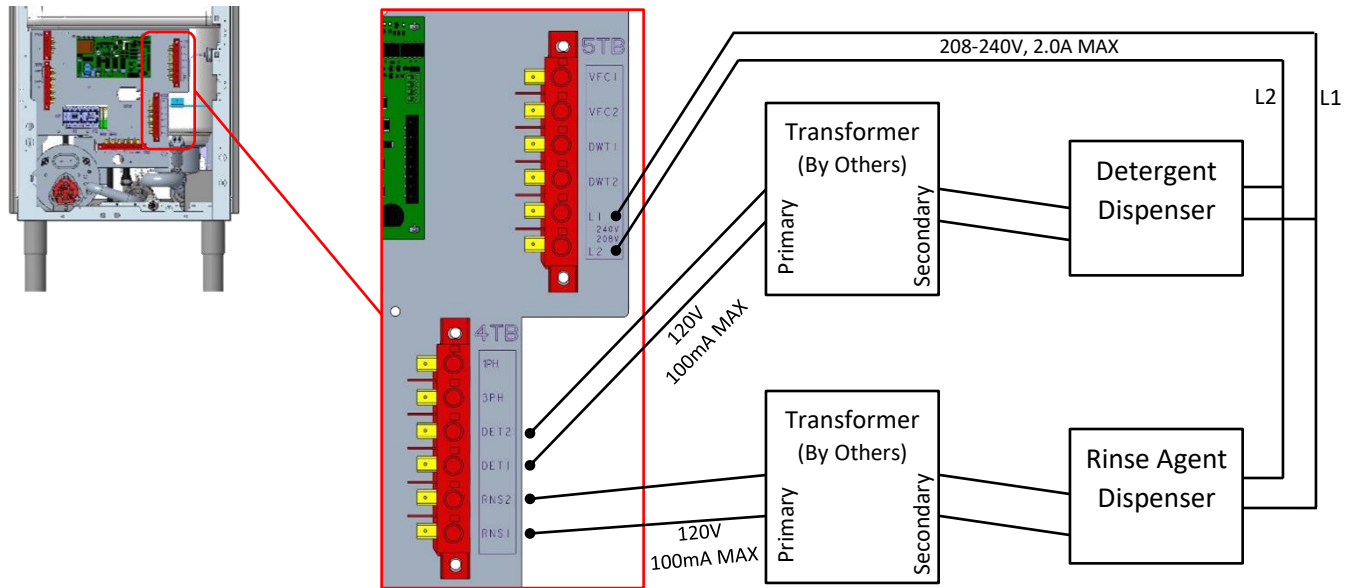 5TB
VFC1
VFC2
DWT1
DWT2
L1
240V
208V
L2
4TB
1PH
3PH
DET2
DET1
RNS2
RNS1
208-240V, 2.0A MAX
L2
L1
Transformer
(By Others)
Primary
Secondary
Detergent
Dispenser
120V
100mA MAX
Transformer
(By Others)
Primary
Secondary
Rinse Agent
Dispenser
120V
100mA MAX